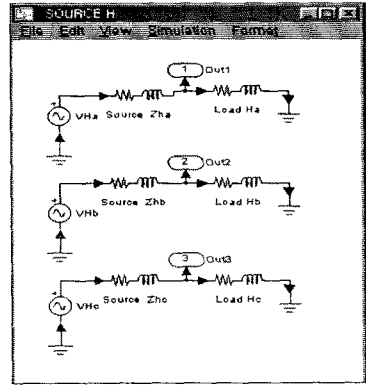 SOURCE H
File Edit View Simulation Format
1 Out1
VHa Source Zha Load Ha
2 Out2
VHb Source Zhb Load Hb
3 Out3
VHc Source Zhc Load Hc